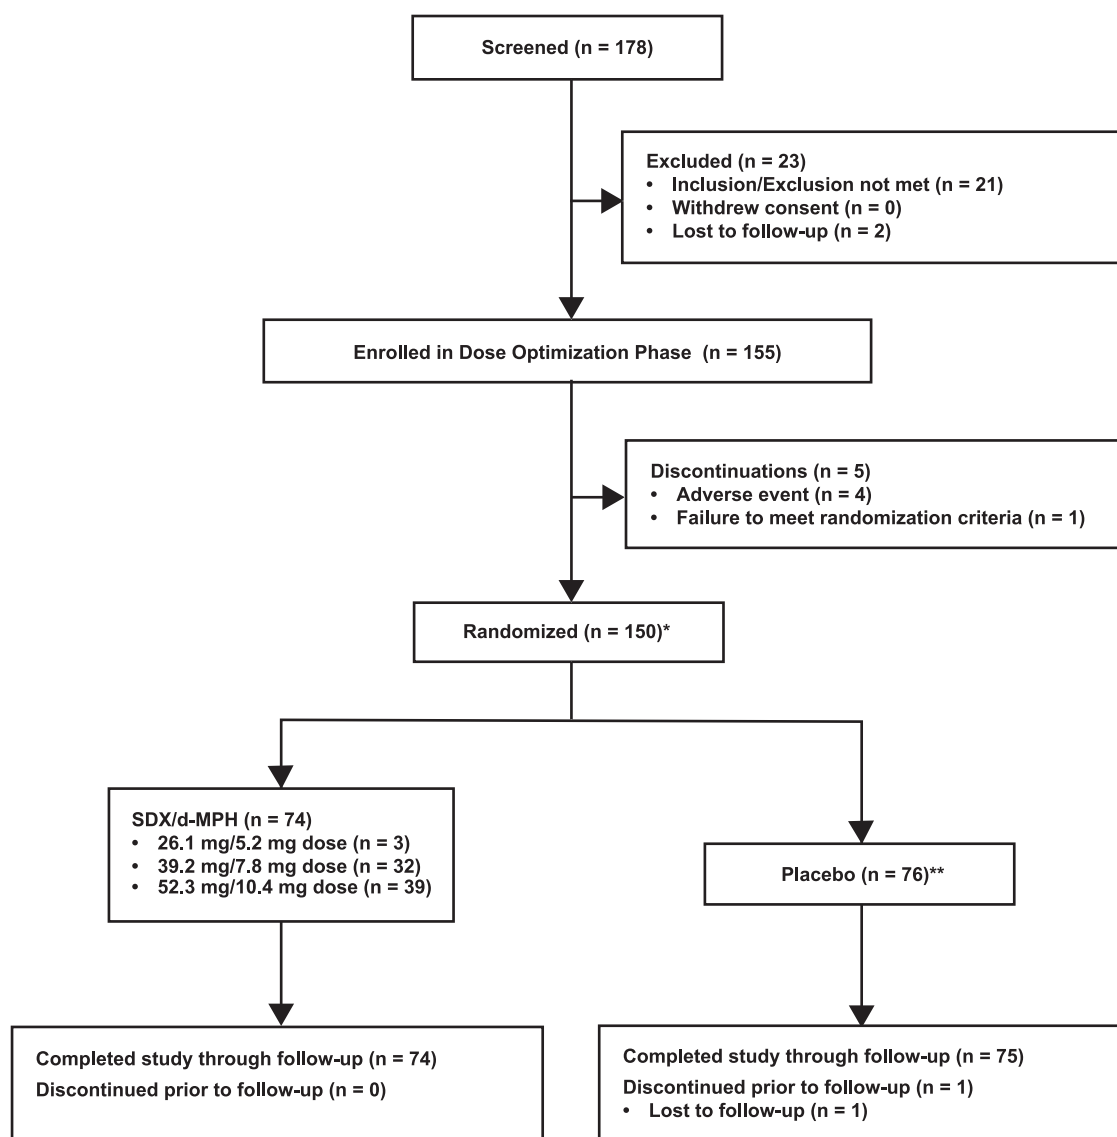 Screened (n = 178)
Excluded (n = 23)
• Inclusion/Exclusion not met (n = 21)
• Withdrew consent (n = 0)
• Lost to follow-up (n = 2)
Enrolled in Dose Optimization Phase (n = 155)
Discontinuations (n = 5)
• Adverse event (n = 4)
• Failure to meet randomization criteria (n = 1)
Randomized (n = 150)*
SDX/d-MPH (n = 74)
• 26.1 mg/5.2 mg dose (n = 3)
• 39.2 mg/7.8 mg dose (n = 32)
• 52.3 mg/10.4 mg dose (n = 39)
Placebo (n = 76)**
Completed study through follow-up (n = 74)
Discontinued prior to follow-up (n = 0)
Completed study through follow-up (n = 75)
Discontinued prior to follow-up (n = 1)
• Lost to follow-up (n = 1)